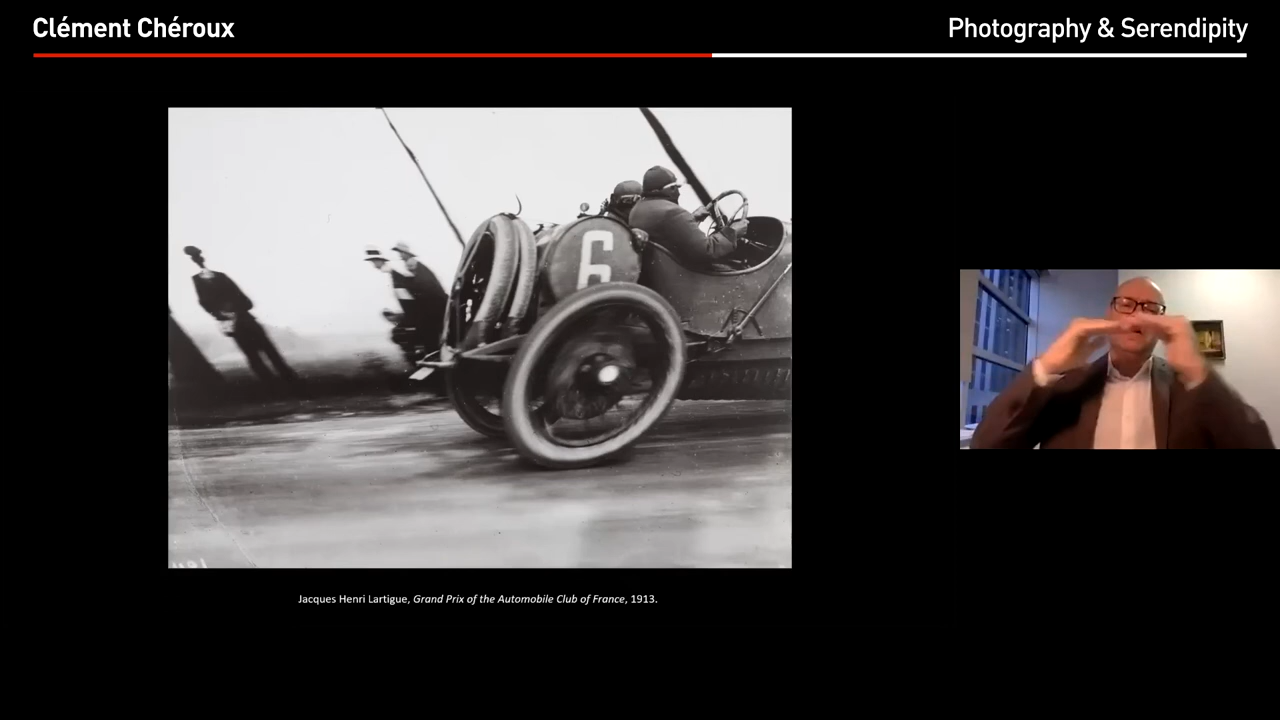 Clément Chéroux
Photography & Serendipity
6
Jacques Henri Lartigue, Grand Prix of the Automobile Club of France, 1913.